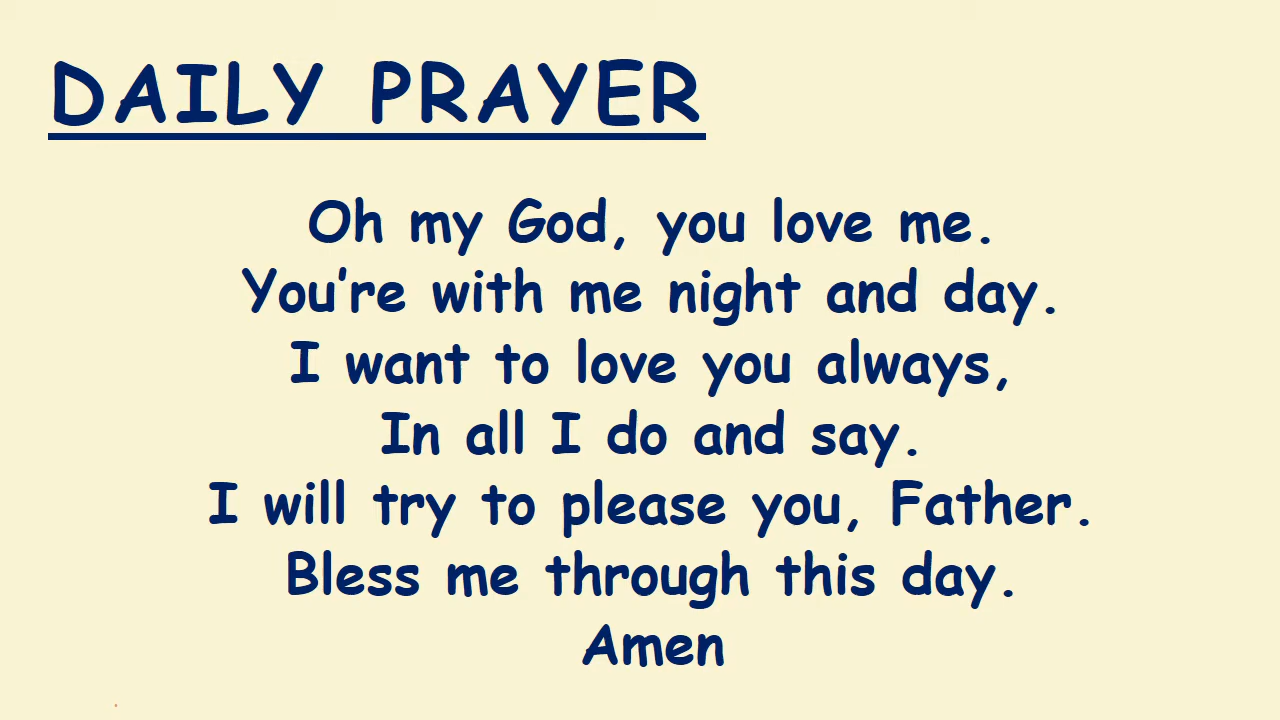 DAILY PRAYER
Oh my God, you love me.
You're with me night and day.
I want to love you always,
In all I do and say.
I will try to please you, Father.
Bless me through this day.
Amen